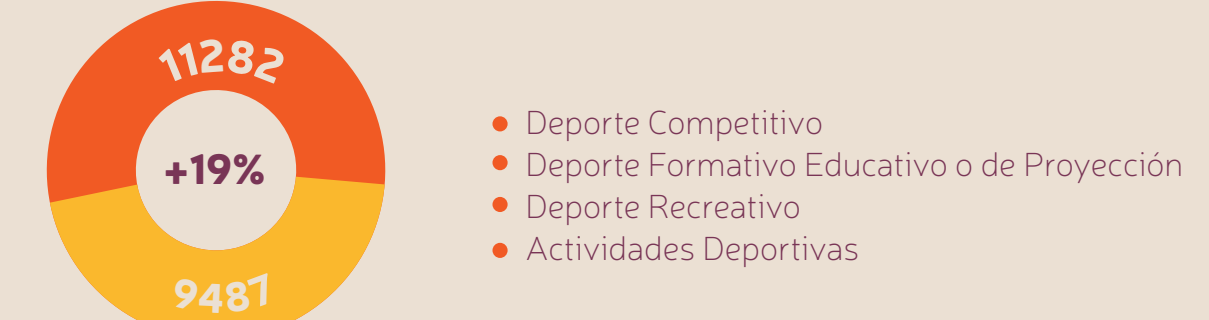 11282
+19%
9487
Deporte Competitivo
Deporte Formativo Educativo o de Proyección
Deporte Recreativo
Actividades Deportivas